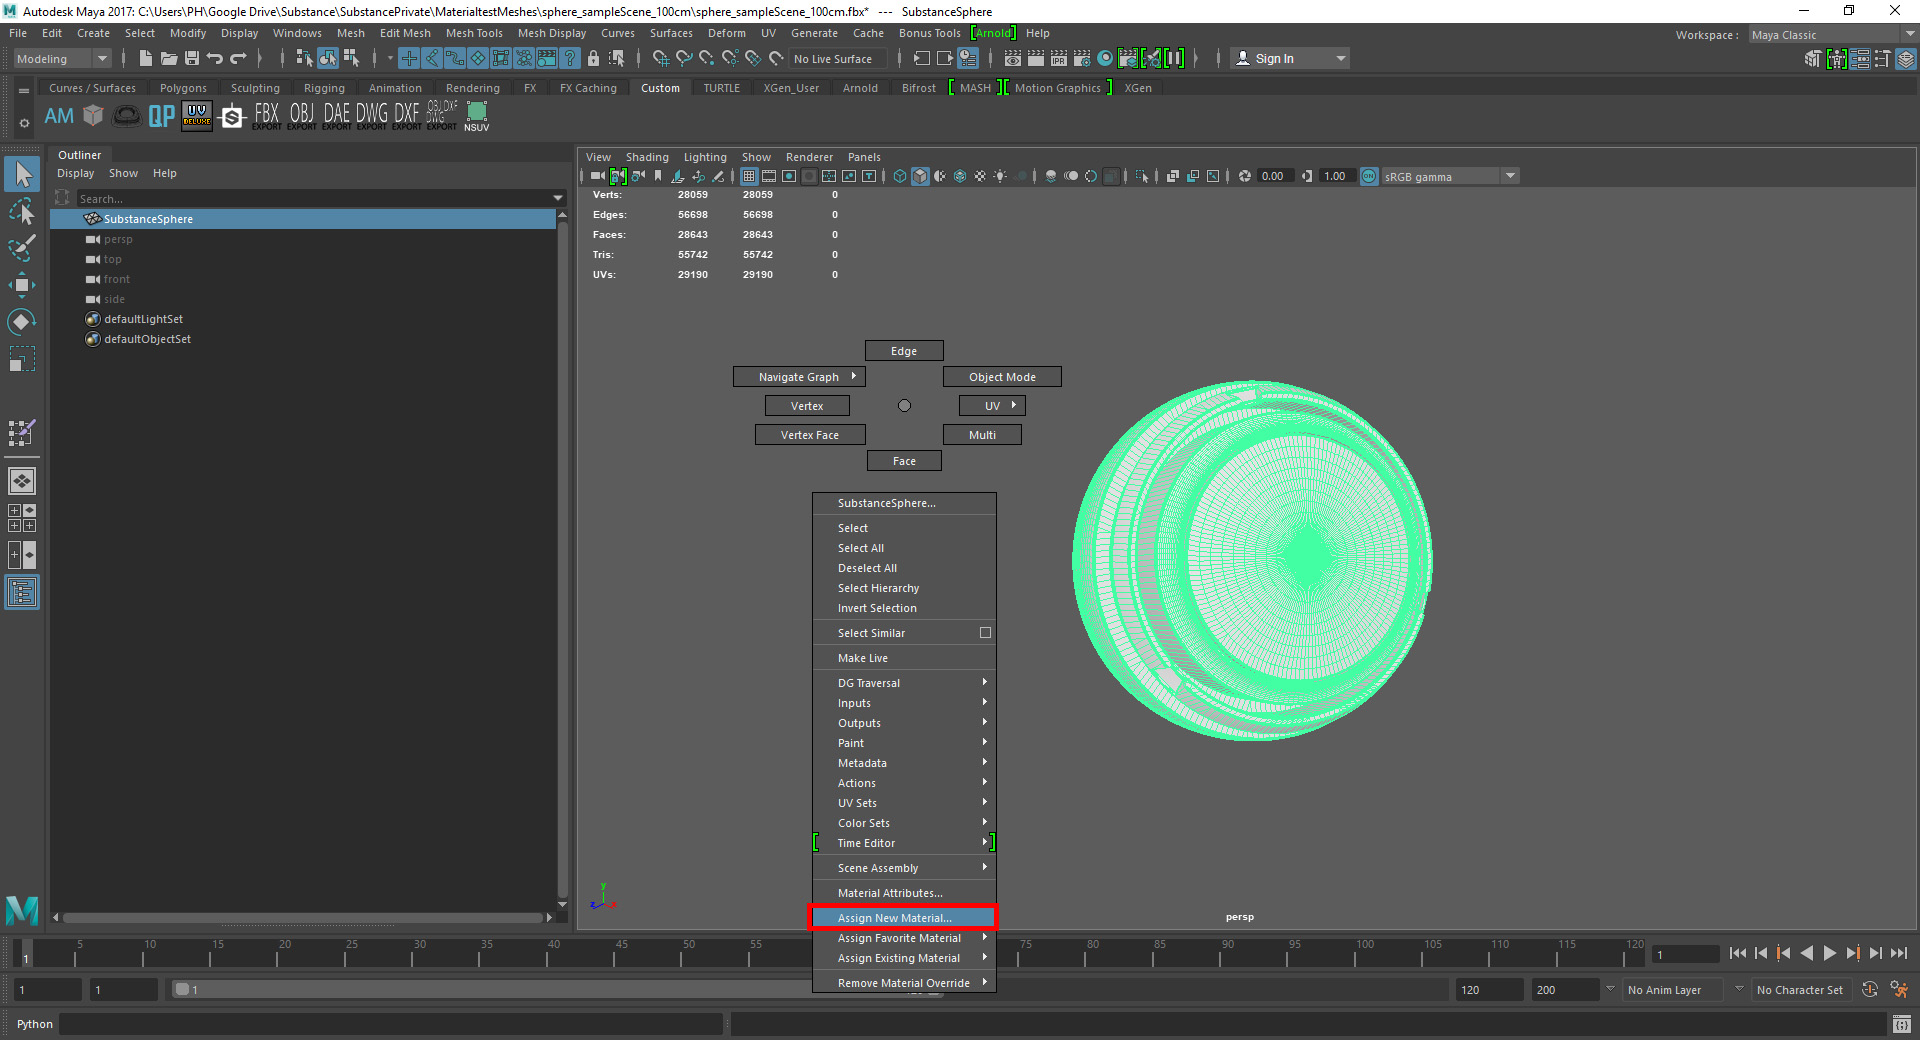 Autodesk Maya 2017: C:\Users\PH\Google Drive\Substance\SubstancePrivate\MaterialtestMeshes\sphere_sampleScene_100cm\sphere_sampleScene_100cm.fbx* --- SubstanceSphere
File Edit Create Select Modify Display Windows Mesh Edit Mesh Mesh Tools Mesh Display Curves Surfaces Deform UV Generate Cache Bonus Tools [Arnold] Help
Workspace : Maya Classic
Modeling
No Live Surface
IPR
Sign In
Curves / Surfaces Polygons Sculpting Rigging Animation Rendering FX FX Caching Custom TURTLE XGen_User Arnold Bifrost [ MASH ][ Motion Graphics ] XGen
AM QP UV DELUXE FBX EXPORT OBJ EXPORT DAE EXPORT DWG EXPORT DXF EXPORT OBJ DXF DWG EXPORT NSUV
Outliner
Display Show Help
Search...
SubstanceSphere
persp
top
front
side
defaultLightSet
defaultObjectSet
View Shading Lighting Show Renderer Panels
0.00 1.00 ON sRGB gamma
Verts: 28059 28059 0
Edges: 56698 56698 0
Faces: 28643 28643 0
Tris: 55742 55742 0
UVs: 29190 29190 0
Edge
Navigate Graph
Object Mode
Vertex
UV
Vertex Face
Multi
Face
SubstanceSphere...
Select
Select All
Deselect All
Select Hierarchy
Invert Selection
Select Similar
Make Live
DG Traversal
Inputs
Outputs
Paint
Metadata
Actions
UV Sets
Color Sets
[ Time Editor ]
Scene Assembly
Material Attributes...
Assign New Material...
Assign Favorite Material
Assign Existing Material
Remove Material Override
y
z x
persp
5 10 15 20 25 30 35 40 45 50 55 75 80 85 90 95 100 105 110 115 120
1
1
1 1 1 120 200 No Anim Layer No Character Set
Python